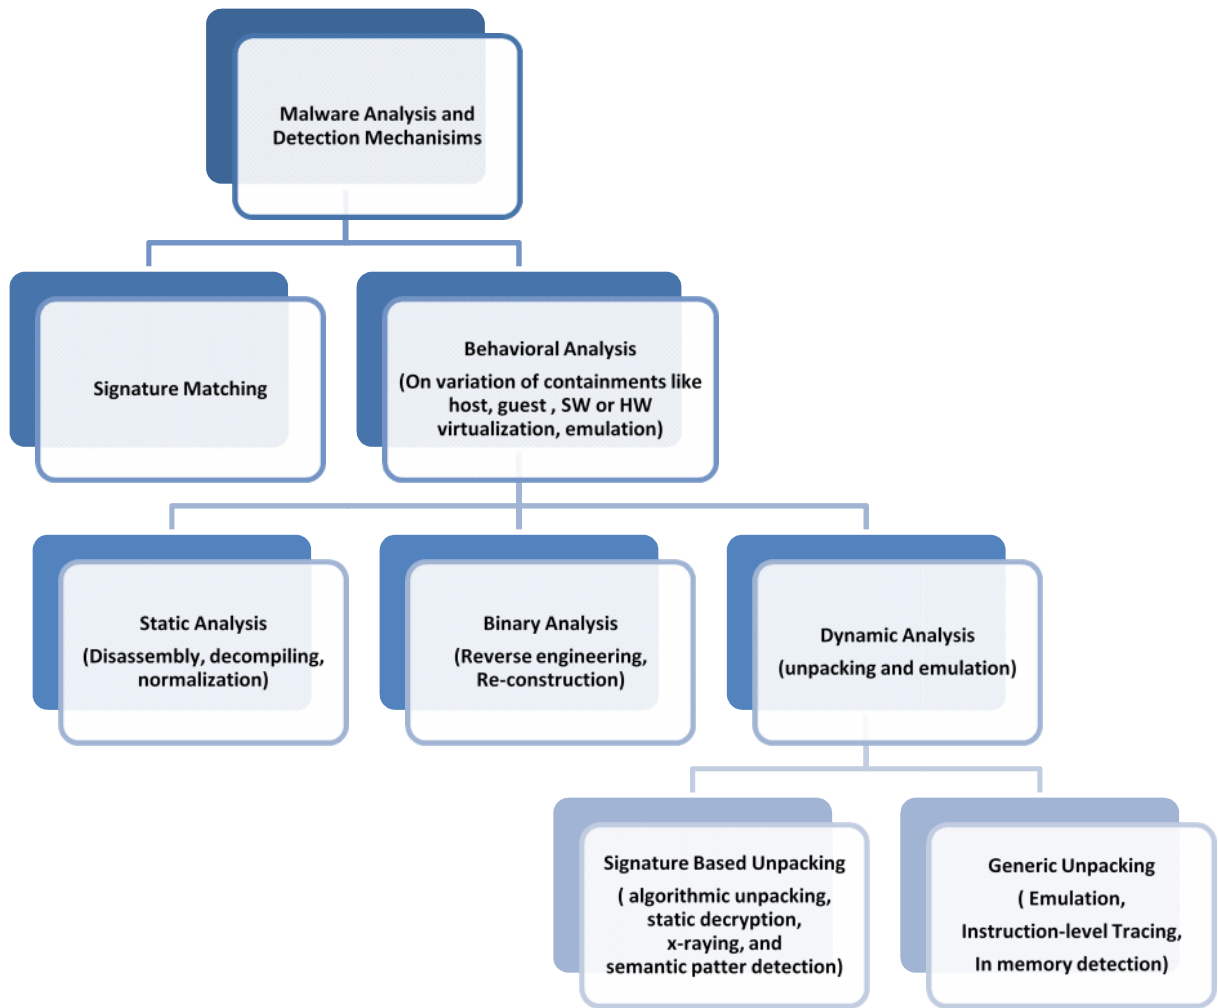 Malware Analysis and
Detection Mechanisims
Signature Matching
Behavioral Analysis
(On variation of containments like
host, guest , SW or HW
virtualization, emulation)
Static Analysis
(Disassembly, decompiling,
normalization)
Binary Analysis
(Reverse engineering,
Re-construction)
Dynamic Analysis
(unpacking and emulation)
Signature Based Unpacking
( algorithmic unpacking,
static decryption,
x-raying, and
semantic patter detection)
Generic Unpacking
( Emulation,
Instruction-level Tracing,
In memory detection)